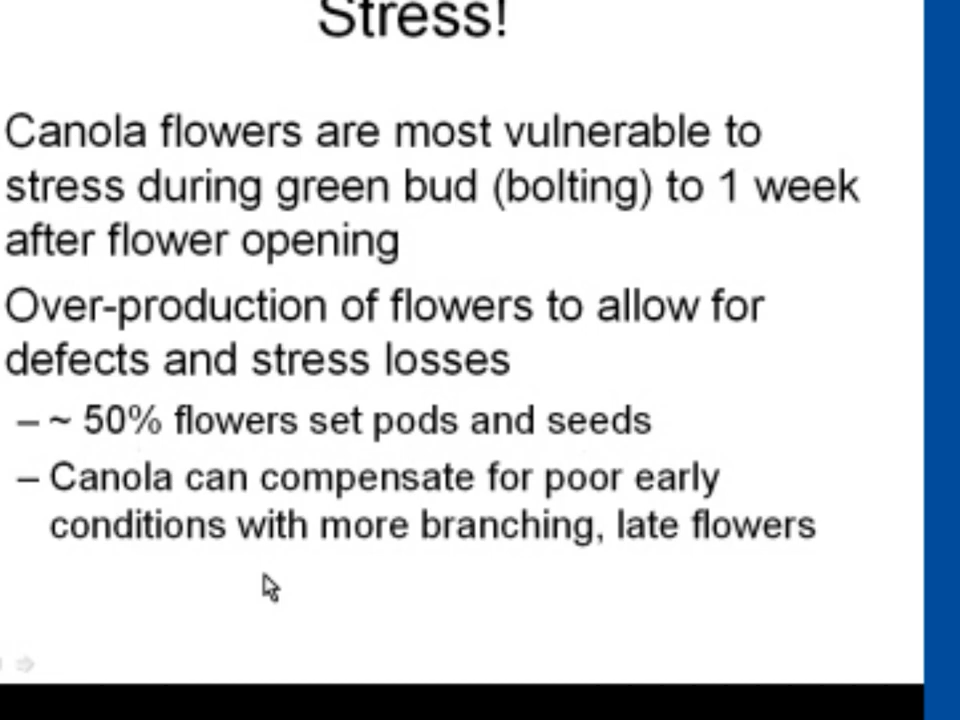 Stress!
Canola flowers are most vulnerable to
stress during green bud (bolting) to 1 week
after flower opening
Over-production of flowers to allow for
defects and stress losses
– ~ 50% flowers set pods and seeds
– Canola can compensate for poor early
conditions with more branching, late flowers